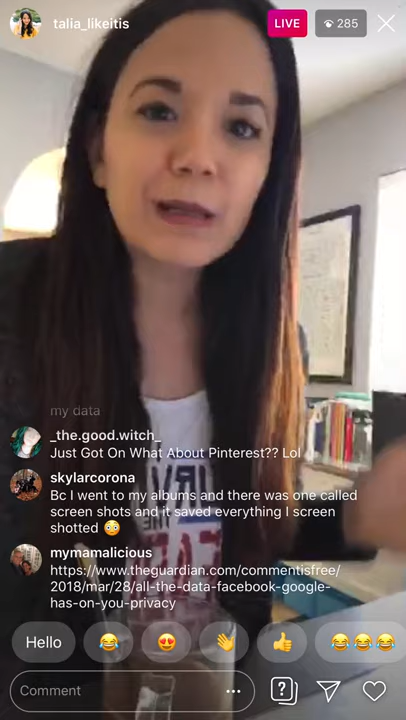 talia_likeitis LIVE 285
my data
_the.good.witch_
Just Got On What About Pinterest?? Lol
skylarcorona
Bc I went to my albums and there was one called
screen shots and it saved everything I screen
shotted 😳
mymamalicious
https://www.theguardian.com/commentisfree/
2018/mar/28/all-the-data-facebook-google-
has-on-you-privacy
Hello 😂 😍 👋 👍 😂😂😂
Comment